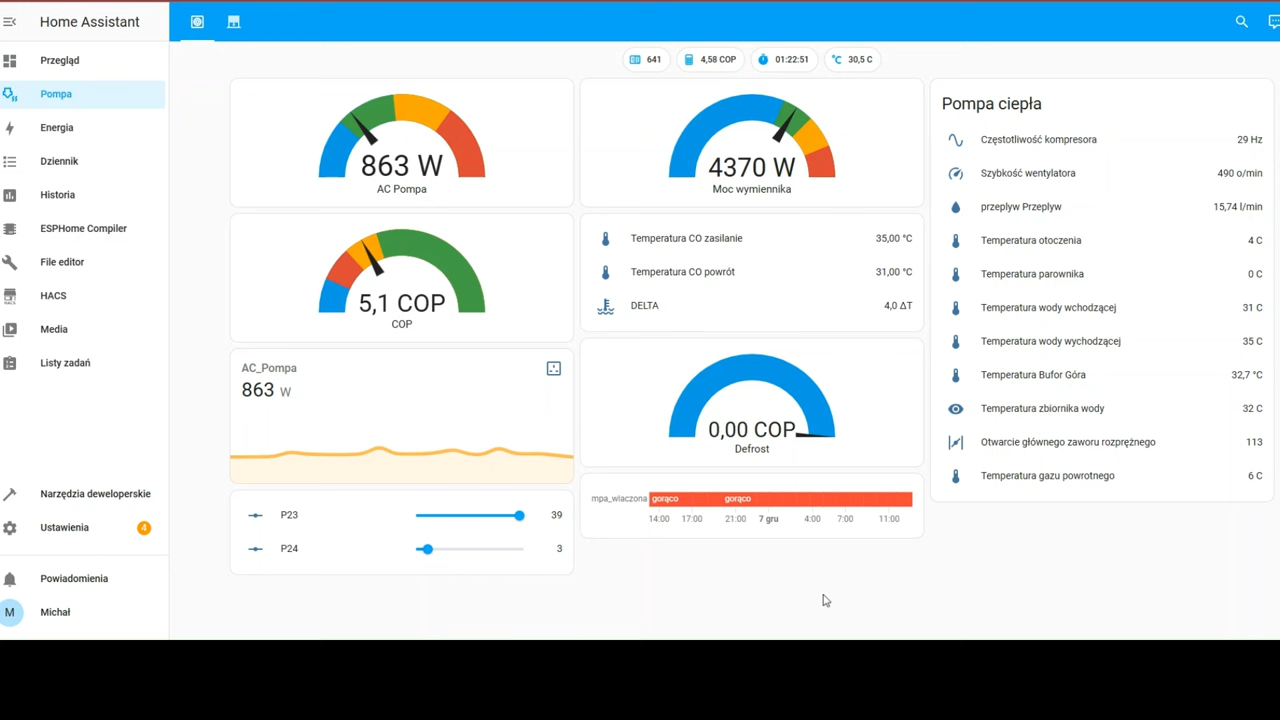 Home Assistant
Przegląd
Pompa
Energia
Dziennik
Historia
ESPHome Compiler
File editor
HACS
HACS
Media
Listy zadań
Narzędzia deweloperskie
Ustawienia 4
Powiadomienia
M Michał
641 4,58 COP 01:22:51 °C 30,5 C
863 W
AC Pompa
5,1 COP
COP
AC_Pompa
863 W
P23 39
P24 3
4370 W
Moc wymiennika
Temperatura CO zasilanie 35,00 °C
Temperatura CO powrót 31,00 °C
DELTA 4,0 ΔT
0,00 COP
Defrost
mpa_wlaczona gorąco gorąco
14:00 17:00 21:00 7 gru 4:00 7:00 11:00
Pompa ciepła
Częstotliwość kompresora 29 Hz
Szybkość wentylatora 490 o/min
przeplyw Przeplyw 15,74 l/min
Temperatura otoczenia 4 C
Temperatura parownika 0 C
Temperatura wody wchodzącej 31 C
Temperatura wody wychodzącej 35 C
Temperatura Bufor Góra 32,7 °C
Temperatura zbiornika wody 32 C
Otwarcie głównego zaworu rozprężnego 113
Temperatura gazu powrotnego 6 C